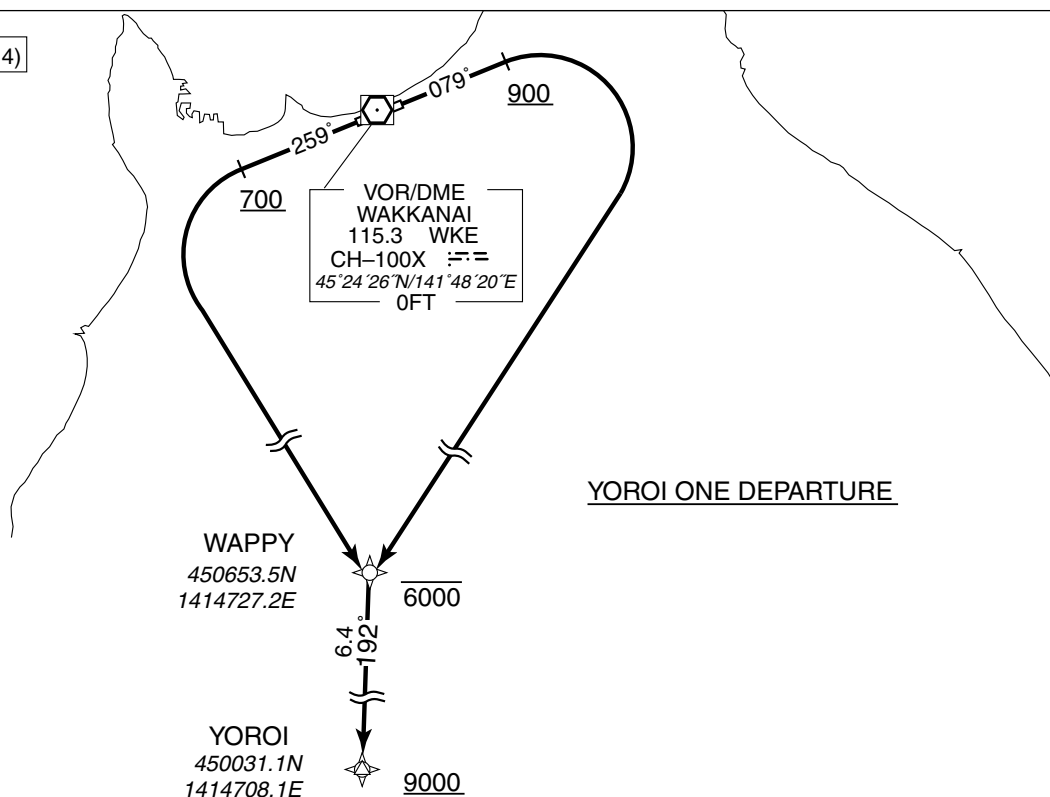 4)
079°
900
259°
700
VOR/DME
WAKKANAI
115.3 WKE
CH–100X
45°24´26˝N/141°48´20˝E
0FT
YOROI ONE DEPARTURE
WAPPY
450653.5N
1414727.2E
6000
6.4
192°
YOROI
450031.1N
1414708.1E
9000